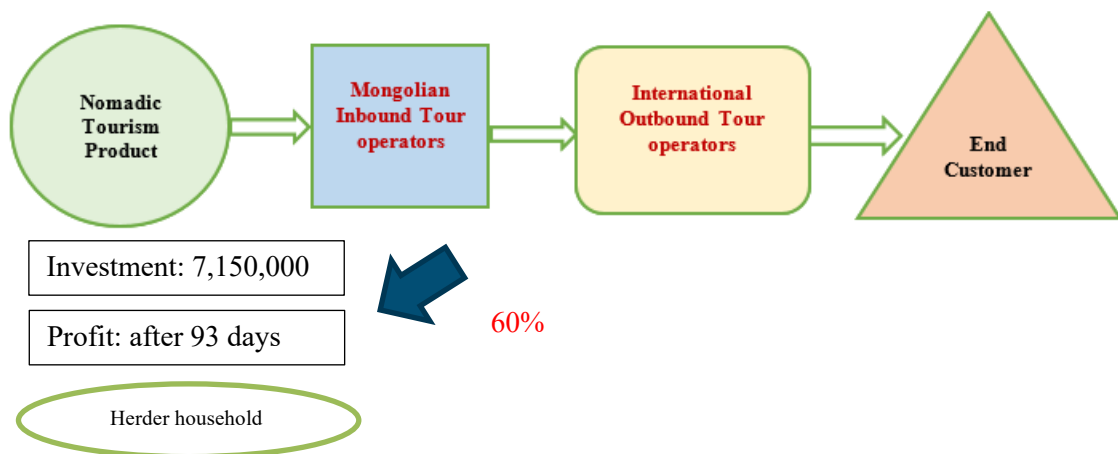 Nomadic
Tourism
Product
Mongolian
Inbound Tour
operators
International
Outbound Tour
operators
End
Customer
Investment: 7,150,000
Profit: after 93 days
60%
Herder household